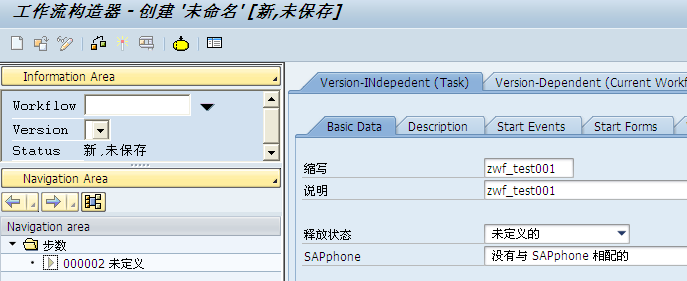 工作流构造器 - 创建 '未命名' [新,未保存]
Information Area
Workflow
Version
Status 新,未保存
Navigation Area
Navigation area
步数
000002 未定义
Version-INdepedent (Task)
Version-Dependent (Current Workf
Basic Data
Description
Start Events
Start Forms
缩写 zwf_test001
说明 zwf_test001
释放状态 未定义的
SAPphone 没有与 SAPphone 相配的